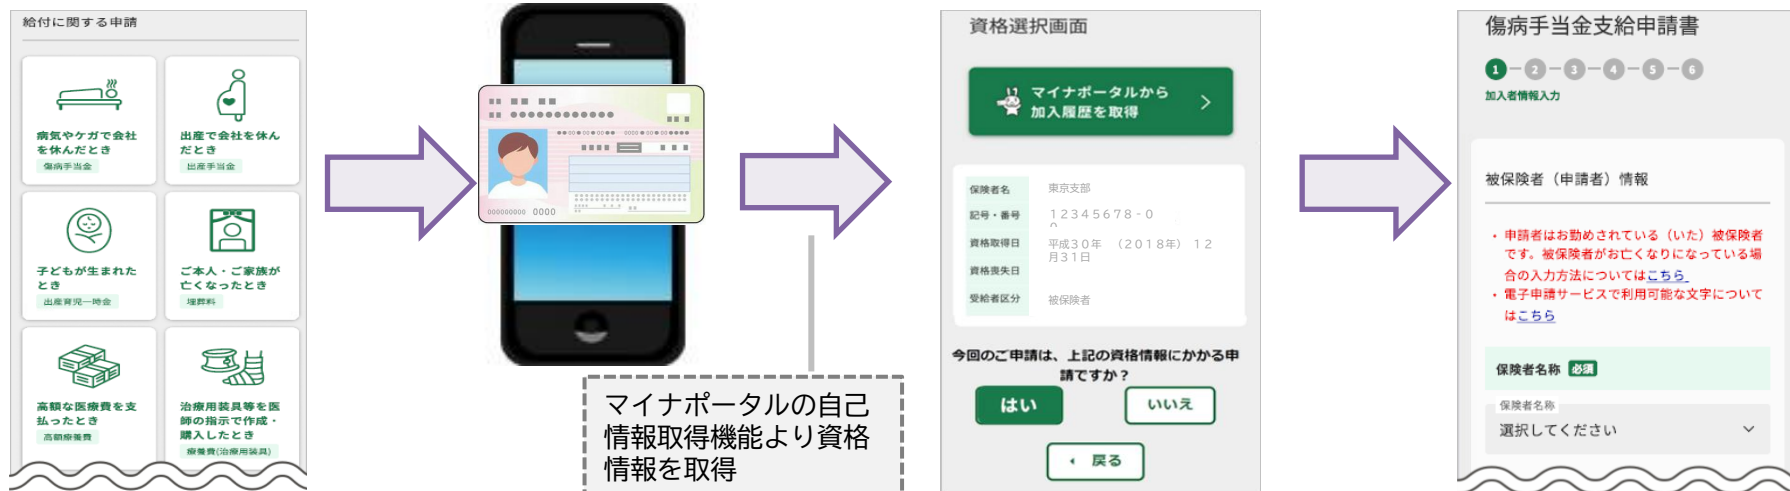 給付に関する申請
病気やケガで会社
を休んだとき
傷病手当金
出産で会社を休ん
だとき
出産手当金
子どもが生まれた
とき
出産育児一時金
ご本人・ご家族が
亡くなったとき
埋葬料
高額な医療費を支
払ったとき
高額療養費
治療用装具等を医
師の指示で作成・
購入したとき
療養費(治療用装具)
マイナポータルの自己
情報取得機能より資格
情報を取得
資格選択画面
マイナポータルから
加入履歴を取得
保険者名 東京支部
記号・番号 12345678-0
資格取得日 平成30年 (2018年) 12
月31日
資格喪失日
受給者区分 被保険者
今回のご申請は、上記の資格情報にかかる申
請ですか？
はい いいえ
戻る
傷病手当金支給申請書
1 2 3 4 5 6
加入者情報入力
被保険者（申請者）情報
・申請者はお勤めされている（いた）被保険者
です。被保険者がお亡くなりになっている場
合の入力方法についてはこちら
・電子申請サービスで利用可能な文字について
はこちら
保険者名称 必須
保険者名称
選択してください